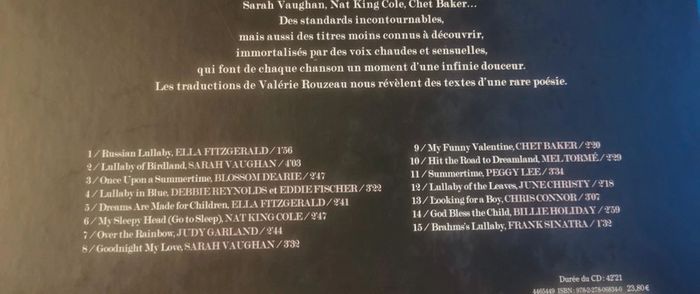 Sarah Vaughan, Nat King Cole, Chet Baker...
Des standards incontournables,
mais aussi des titres moins connus à découvrir,
immortalisés par des voix chaudes et sensuelles,
qui font de chaque chanson un moment d'une infinie douceur.
Les traductions de Valérie Rouzeau nous révèlent des textes d'une rare poésie.
1/Russian Lullaby, ELLA FITZGERALD/1'56
2/Lullaby of Birdland, SARAH VAUGHAN/4'03
3/Once Upon a Summertime, BLOSSOM DEARIE/2'47
4/Lullaby in Blue, DEBBIE REYNOLDS et EDDIE FISCHER/3'22
5/Dreams Are Made for Children, ELLA FITZGERALD/2'41
6/My Sleepy Head (Go to Sleep), NAT KING COLE/2'47
7/Over the Rainbow, JUDY GARLAND/2'44
8/Goodnight My Love, SARAH VAUGHAN/3'32
9/My Funny Valentine, CHET BAKER/2'20
10/Hit the Road to Dreamland, MEL TORMÉ/2'29
11/Summertime, PEGGY LEE/3'34
12/Lullaby of the Leaves, JUNE CHRISTY/2'18
13/Looking for a Boy, CHRIS CONNOR/3'07
14/God Bless the Child, BILLIE HOLIDAY/2'59
15/Brahms's Lullaby, FRANK SINATRA/1'32
Durée du CD: 42'21
4465449 ISBN: 978-2-278-06834-0 23,80€